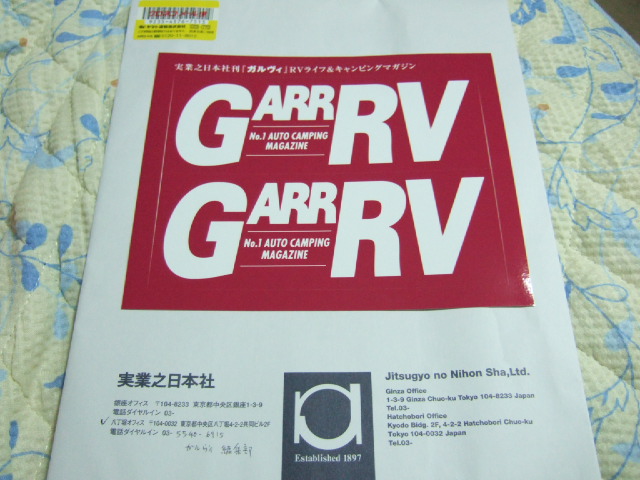 実業之日本社刊『ガルヴィ』RVライフ&キャンピングマガジン
GARRRV
No.1 AUTO CAMPING
MAGAZINE
GARRRV
No.1 AUTO CAMPING
MAGAZINE
実業之日本社
銀座オフィス 〒104-8233 東京都中央区銀座1-3-9
電話ダイヤルイン 03-
✓ 八丁堀オフィス 〒104-0032 東京都中央区八丁堀4-2-2共同ビル2F
電話ダイヤルイン 03-
ガルヴィ 編集部
Established 1897
Jitsugyo no Nihon Sha,Ltd.
Ginza Office
1-3-9 Ginza Chuo-ku Tokyo 104-8233 Japan
Tel.03-
Hatchobori Office
Kyodo Bldg. 2F, 4-2-2 Hatchobori Chuo-ku
Tokyo 104-0032 Japan
Tel.03-